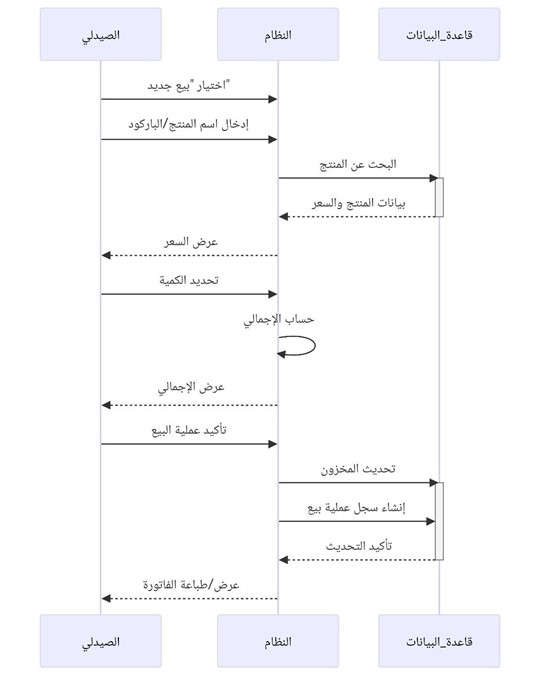 الصيدلي
النظام
قاعدة_البيانات
اختيار "بيع جديد"
إدخال اسم المنتج/الباركود
البحث عن المنتج
بيانات المنتج والسعر
عرض السعر
تحديد الكمية
حساب الإجمالي
عرض الإجمالي
تأكيد عملية البيع
تحديث المخزون
إنشاء سجل عملية بيع
تأكيد التحديث
عرض/طباعة الفاتورة
الصيدلي
النظام
قاعدة_البيانات